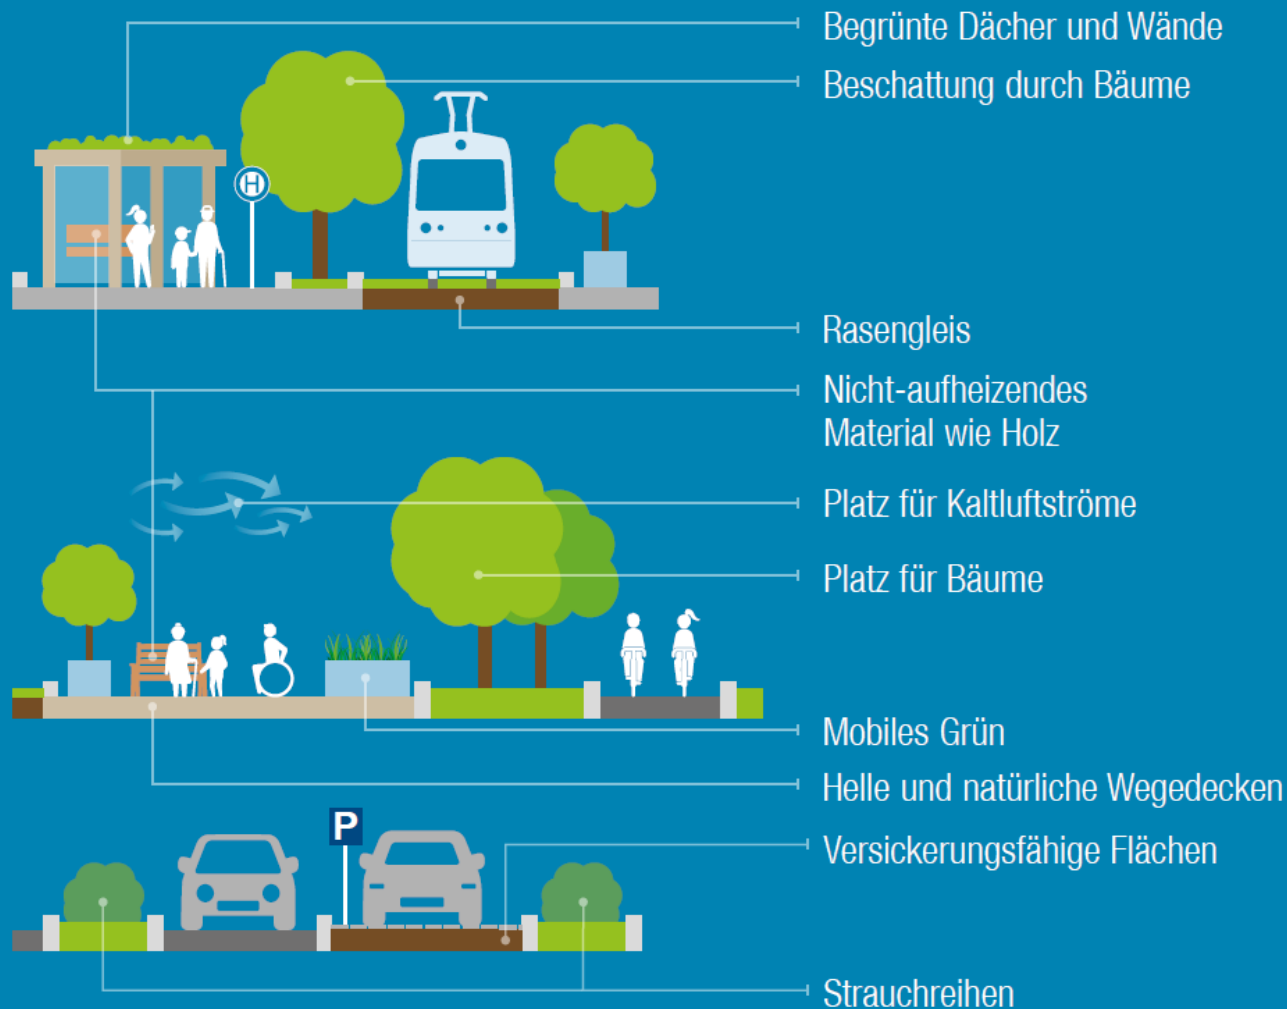 Begrünte Dächer und Wände
Beschattung durch Bäume
H
Rasengleis
Nicht-aufheizendes
Material wie Holz
Platz für Kaltluftströme
Platz für Bäume
Mobiles Grün
Helle und natürliche Wegedecken
P
Versickerungsfähige Flächen
Strauchreihen